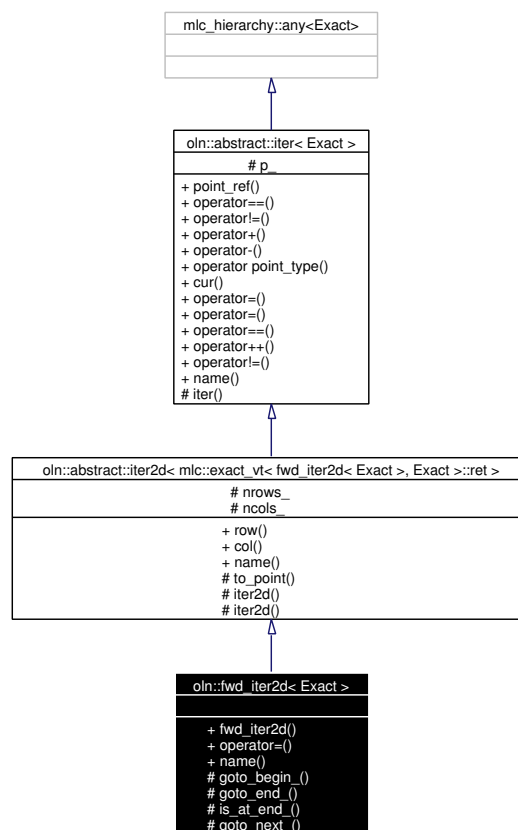 mlc_hierarchy::any<Exact>
oln::abstract::iter< Exact >
# p_
+ point_ref()
+ operator==()
+ operator!=()
+ operator+()
+ operator-()
+ operator point_type()
+ cur()
+ operator=()
+ operator=()
+ operator==()
+ operator++()
+ operator!=()
+ name()
# iter()
oln::abstract::iter2d< mlc::exact_vt< fwd_iter2d< Exact >, Exact >::ret >
# nrows_
# ncols_
+ row()
+ col()
+ name()
# to_point()
# iter2d()
# iter2d()
oln::fwd_iter2d< Exact >
+ fwd_iter2d()
+ operator=()
+ name()
# goto_begin_()
# goto_end_()
# is_at_end_()
# goto_next_()